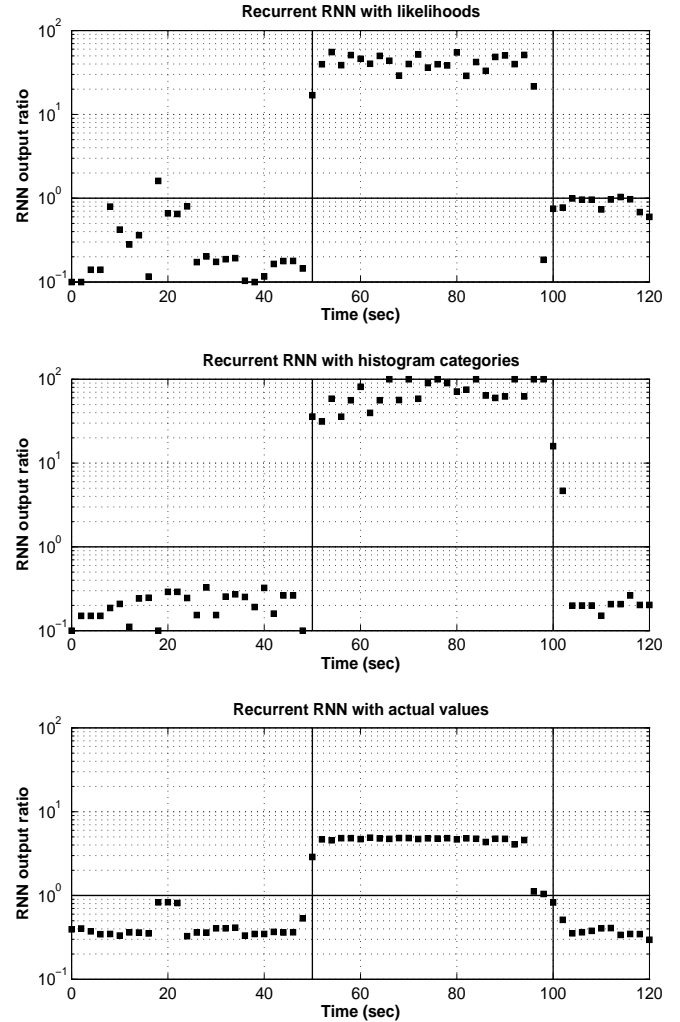 Recurrent RNN with likelihoods
10^2
10^1
10^0
10^-1
RNN output ratio
0 20 40 60 80 100 120
Time (sec)
Recurrent RNN with histogram categories
10^2
10^1
10^0
10^-1
RNN output ratio
0 20 40 60 80 100 120
Time (sec)
Recurrent RNN with actual values
10^2
10^1
10^0
10^-1
RNN output ratio
0 20 40 60 80 100 120
Time (sec)